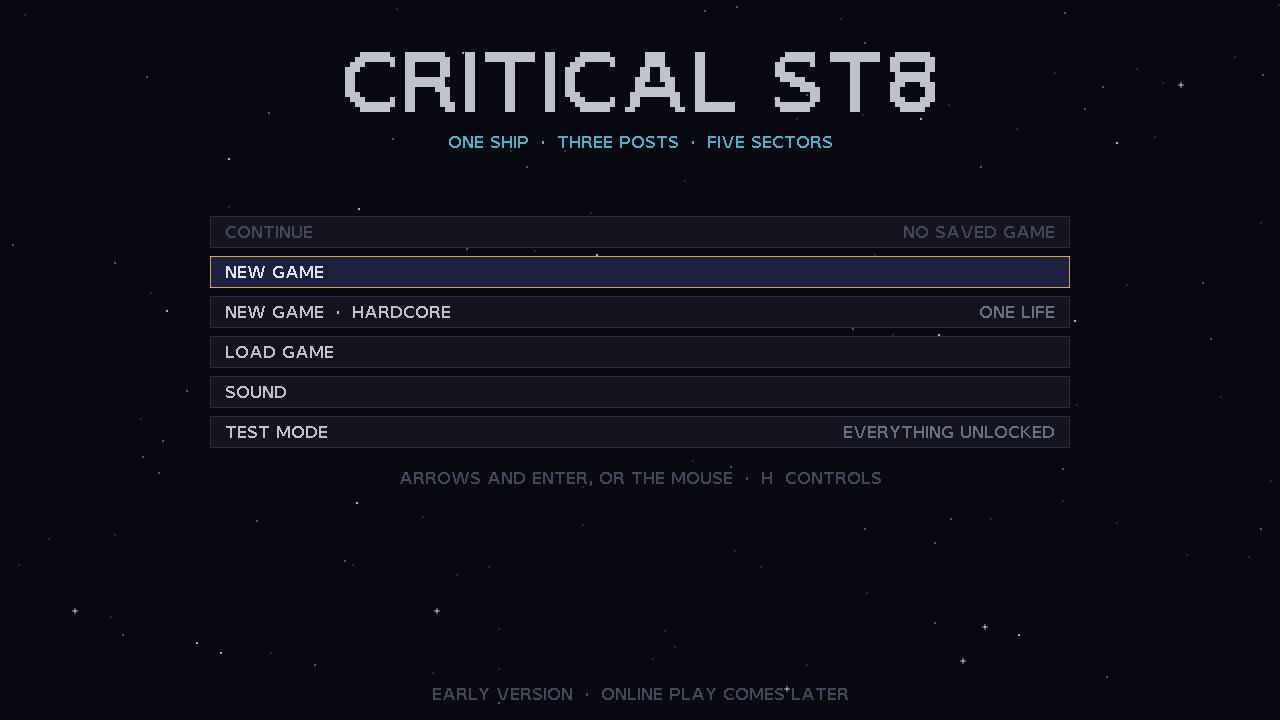 CRITICAL ST8
ONE SHIP · THREE POSTS · FIVE SECTORS
CONTINUE NO SAVED GAME
NEW GAME
NEW GAME · HARDCORE ONE LIFE
LOAD GAME
SOUND
TEST MODE EVERYTHING UNLOCKED
ARROWS AND ENTER, OR THE MOUSE · H CONTROLS
EARLY VERSION · ONLINE PLAY COMES LATER